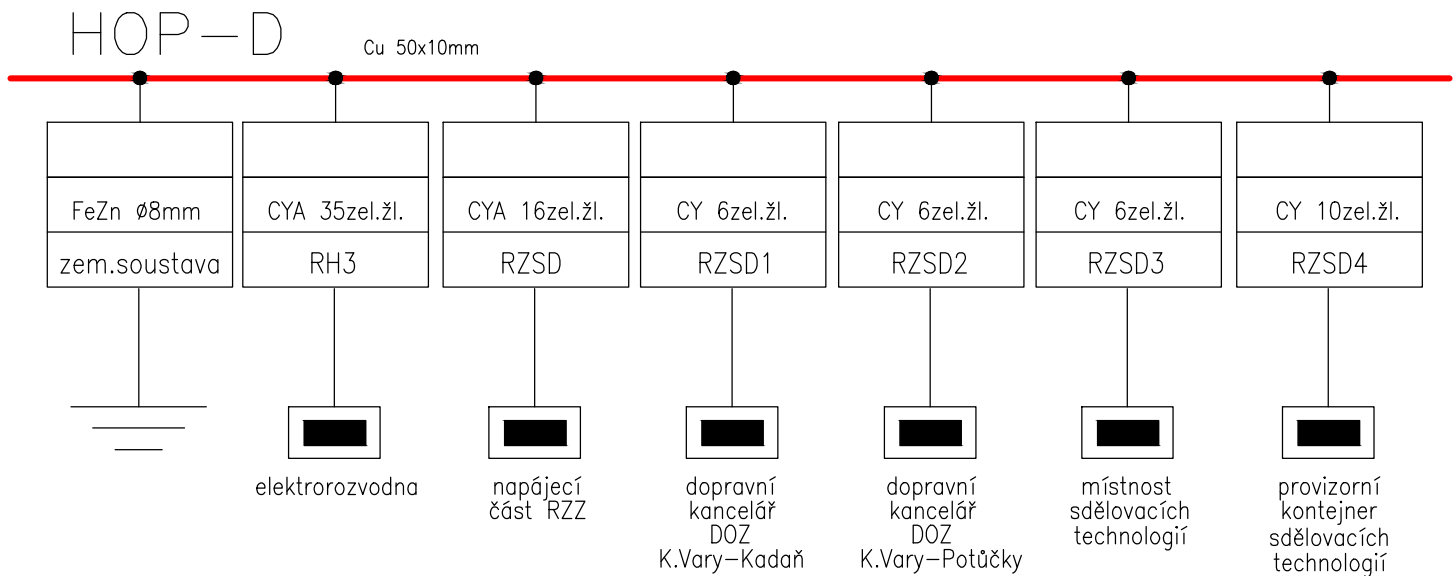 HOP-D
Cu 50x10mm
FeZn ø8mm
zem.soustava
CYA 35zel.žl.
RH3
elektrorozvodna
CYA 16zel.žl.
RZSD
napájecí
část RZZ
CY 6zel.žl.
RZSD1
dopravní
kancelář
DOZ
K.Vary-Kadaň
CY 6zel.žl.
RZSD2
dopravní
kancelář
DOZ
K.Vary-Potůčky
CY 6zel.žl.
RZSD3
místnost
sdělovacích
technologií
CY 10zel.žl.
RZSD4
provizorní
kontejner
sdělovacích
technologií